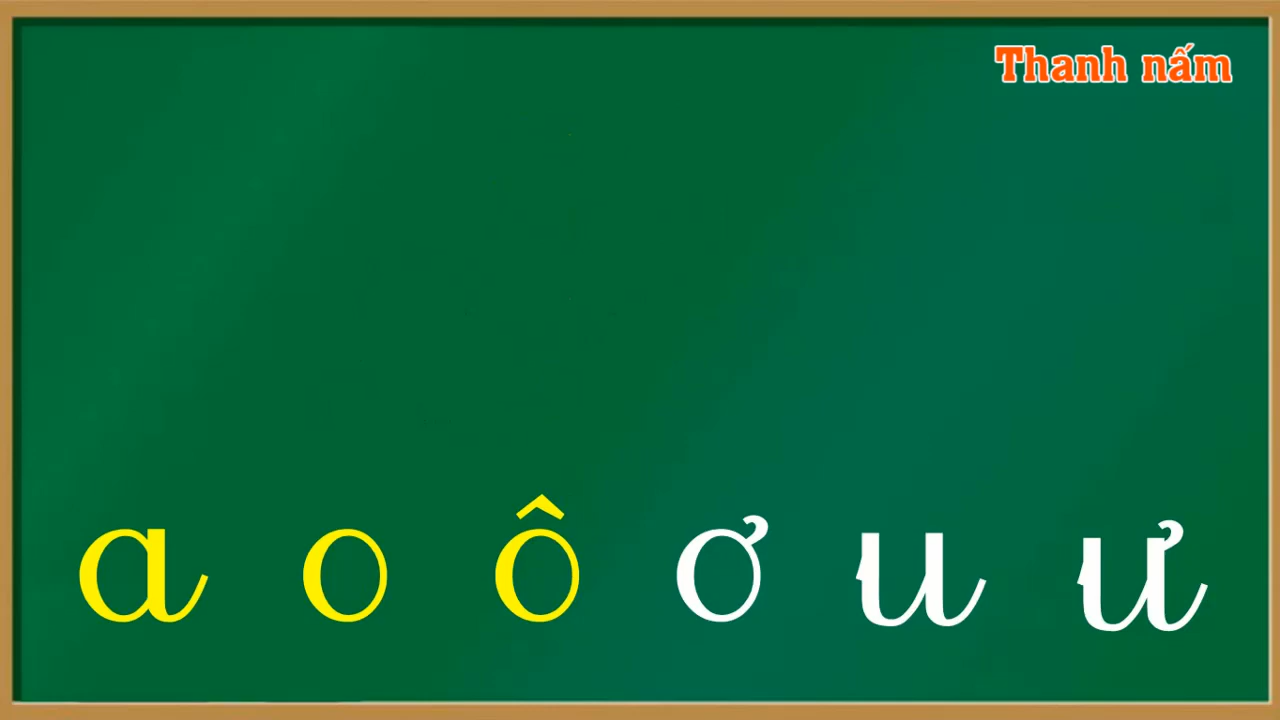 Thanh nấm
a o ô ơ u ư